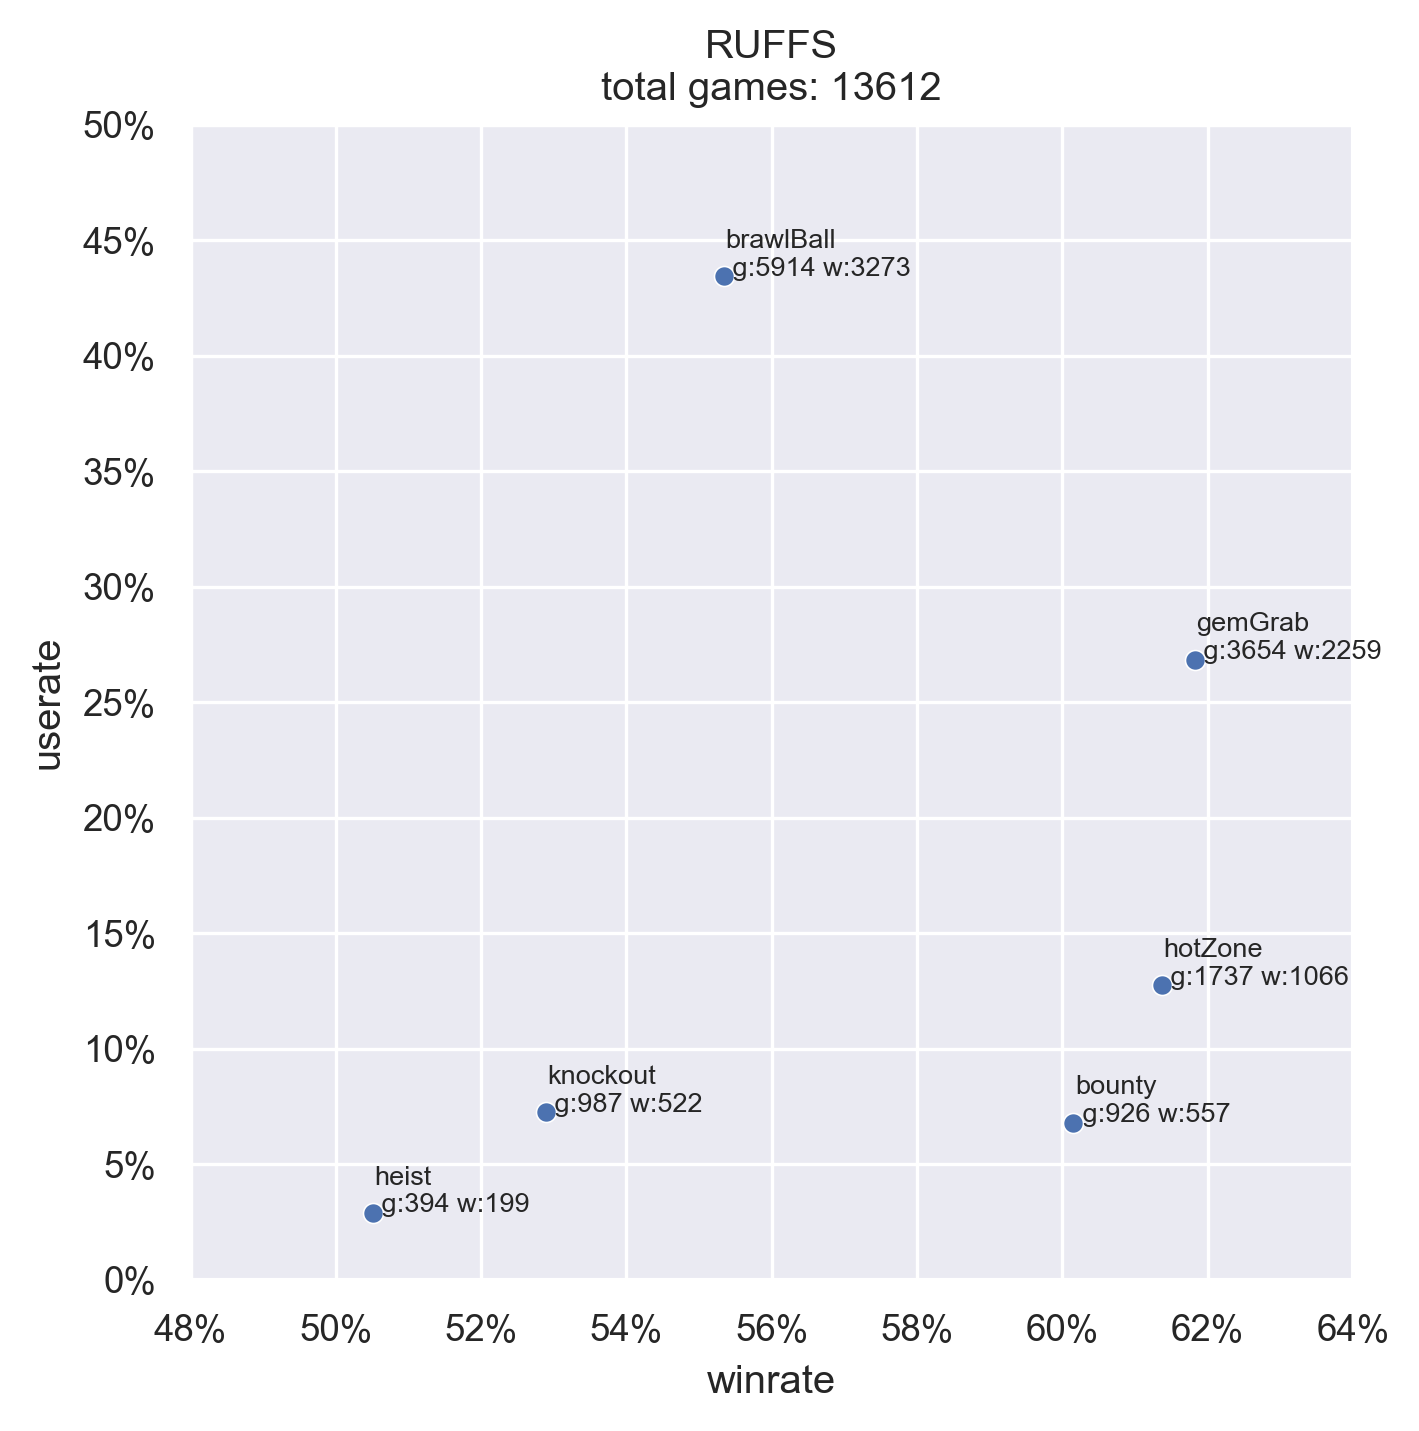 RUFFS
total games: 13612
50%
45%
40%
35%
30%
25%
20%
15%
10%
5%
0%
userate
brawlBall
g:5914 w:3273
gemGrab
g:3654 w:2259
hotZone
g:1737 w:1066
knockout
g:987 w:522
bounty
g:926 w:557
heist
g:394 w:199
48% 50% 52% 54% 56% 58% 60% 62% 64%
winrate